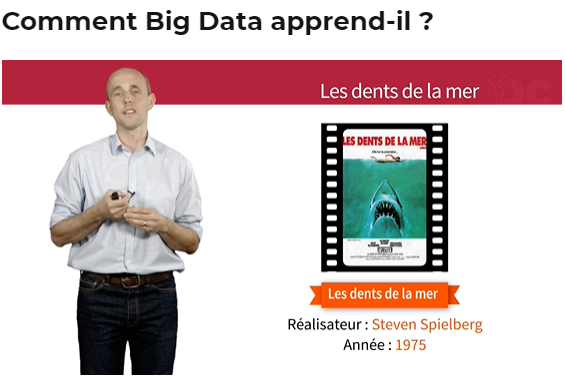 Comment Big Data apprend-il ?
Les dents de la mer
LES DENTS DE LA MER
Les dents de la mer
Réalisateur : Steven Spielberg
Année : 1975